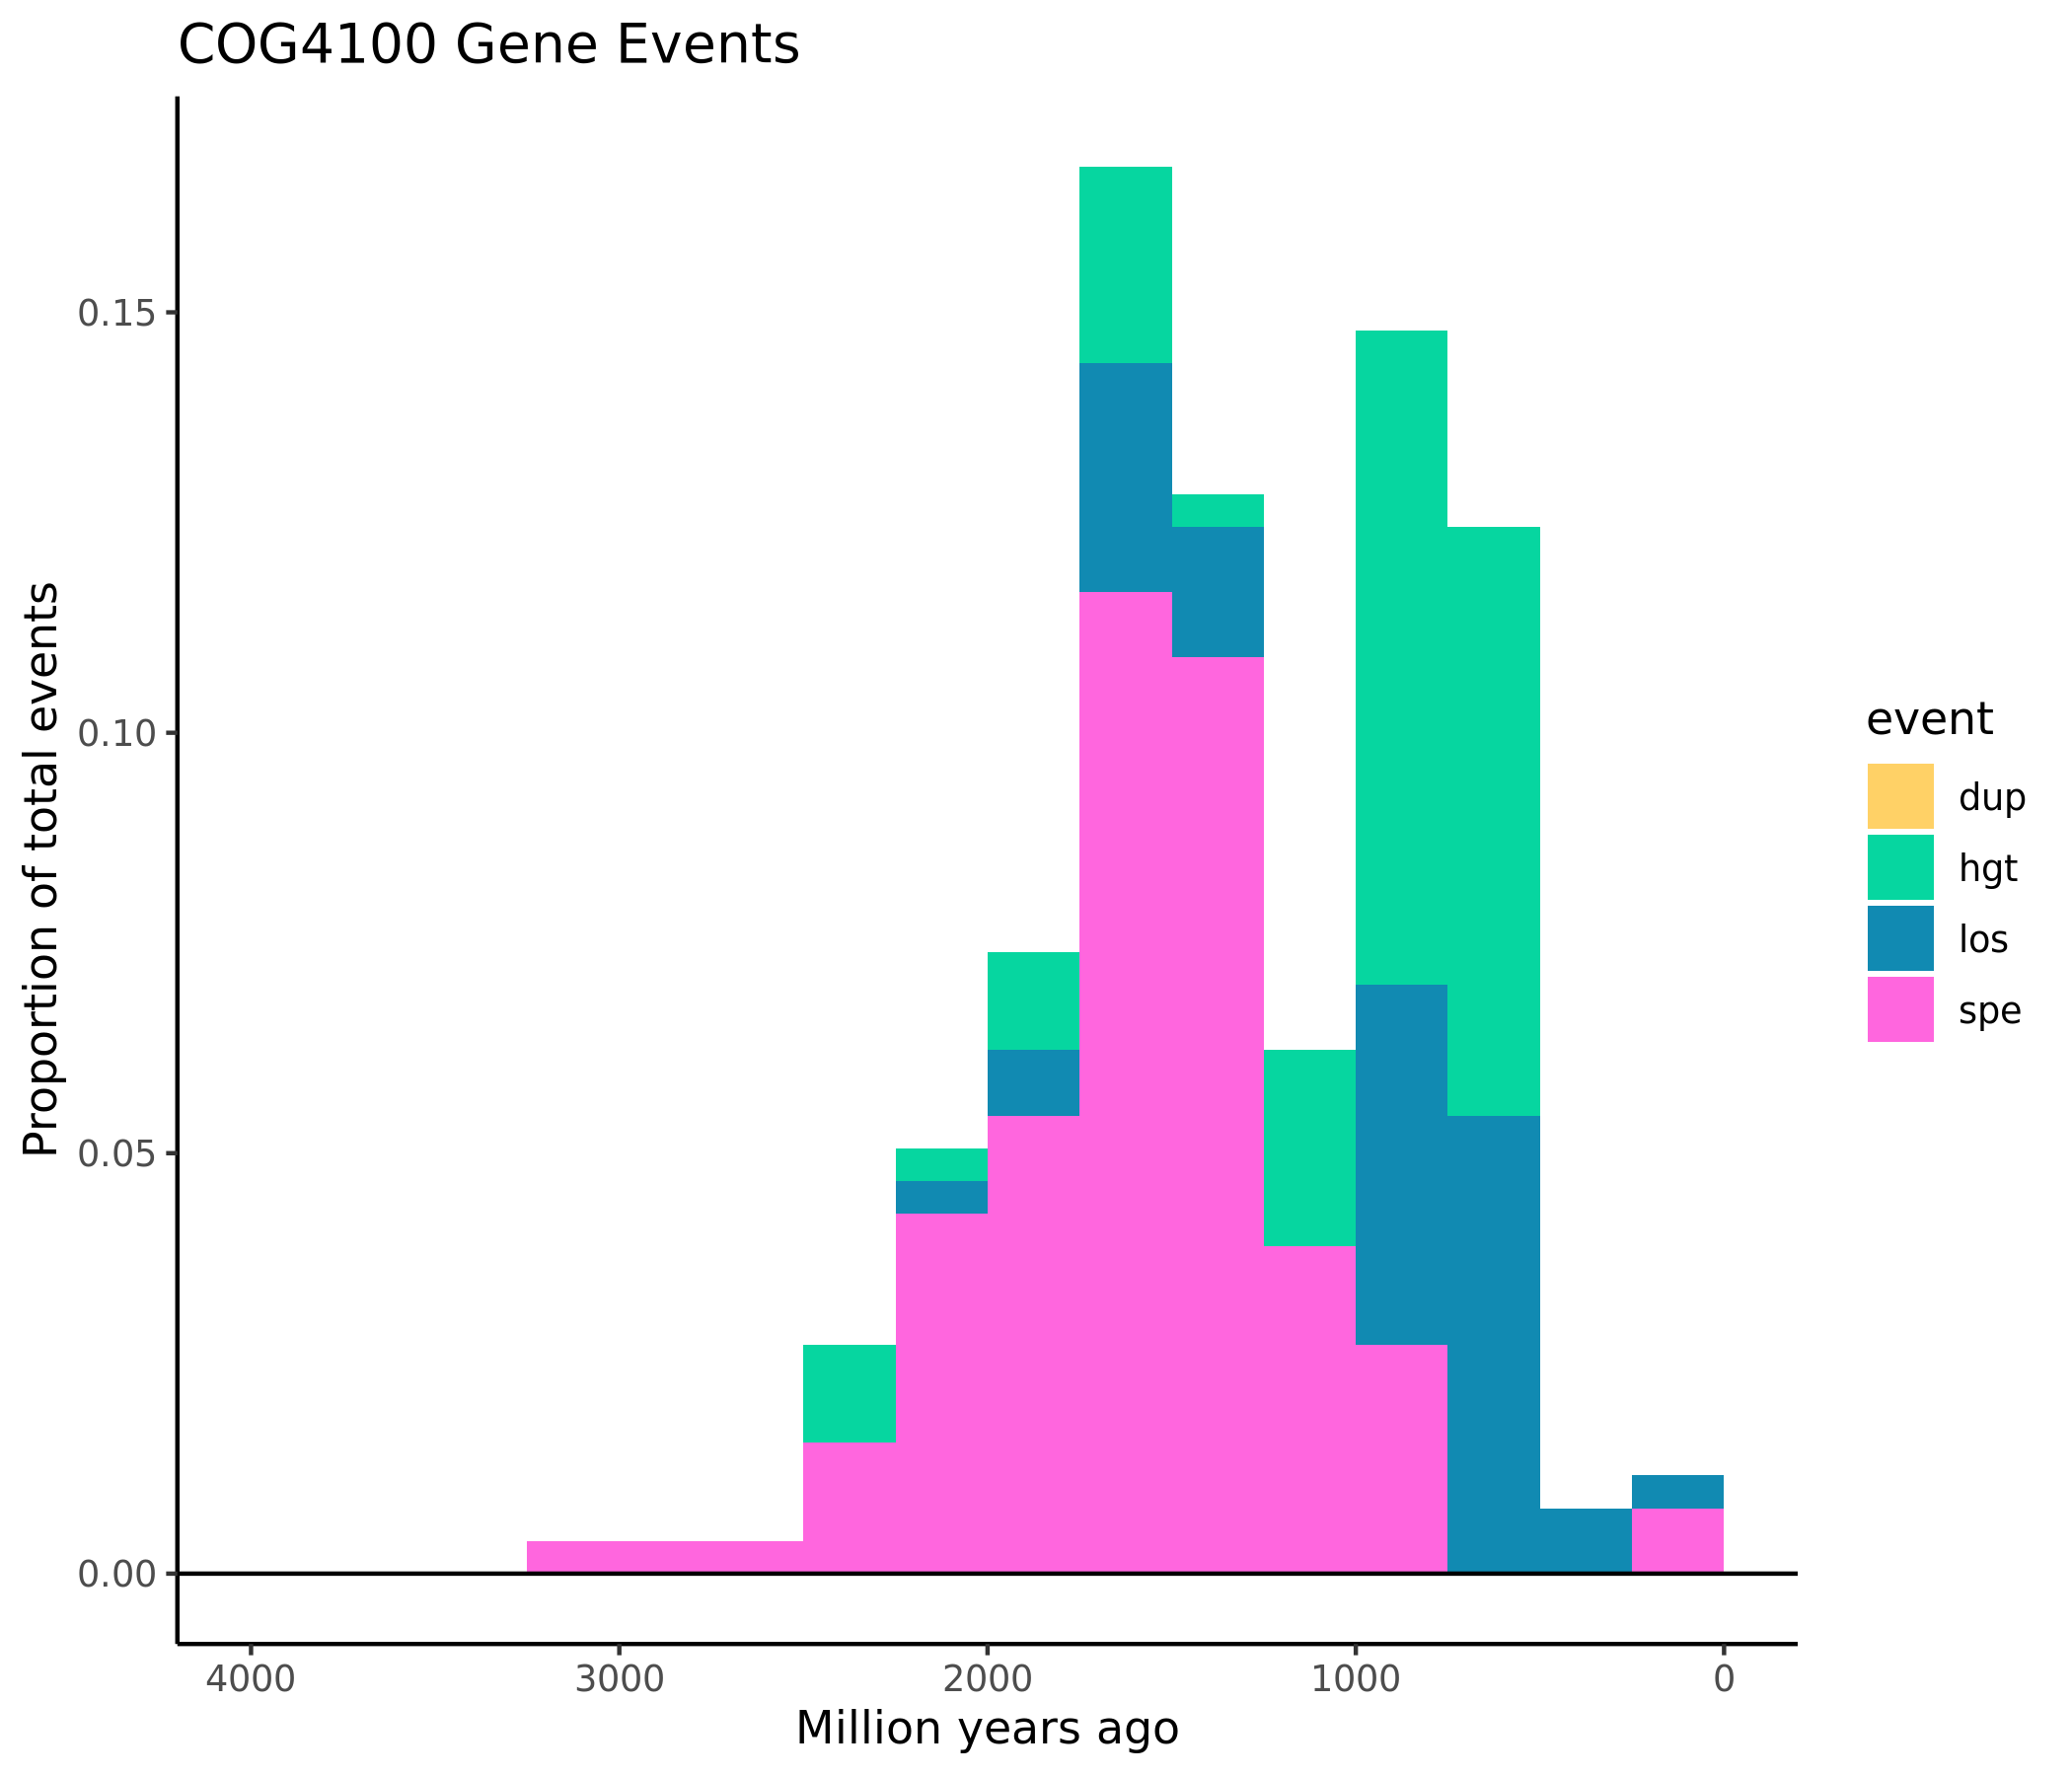 COG4100 Gene Events
Proportion of total events
0.15
0.10
0.05
0.00
4000 3000 2000 1000 0
Million years ago
event
dup
hgt
los
spe